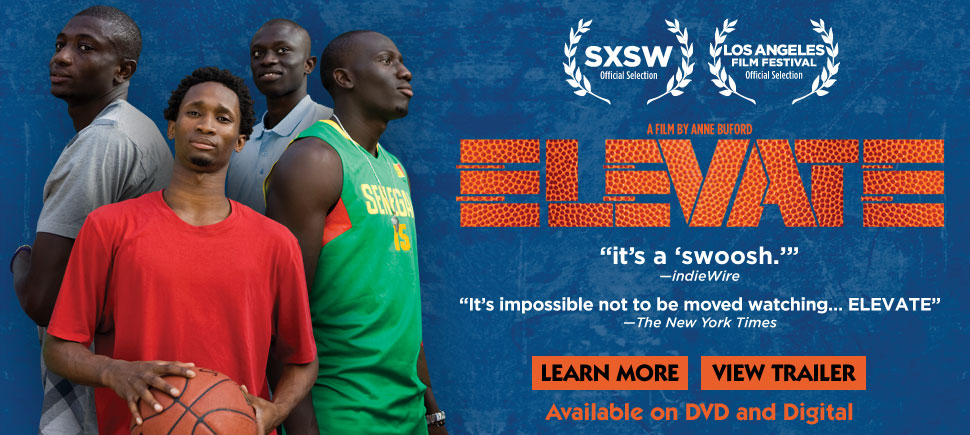 SXSW
Official Selection
LOS ANGELES
FILM FESTIVAL
Official Selection
A FILM BY ANNE BUFORD
ELEVATE
SENEGA
15
“it’s a ‘swoosh.’”
—indieWire
“It’s impossible not to be moved watching... ELEVATE”
—The New York Times
LEARN MORE
VIEW TRAILER
Available on DVD and Digital